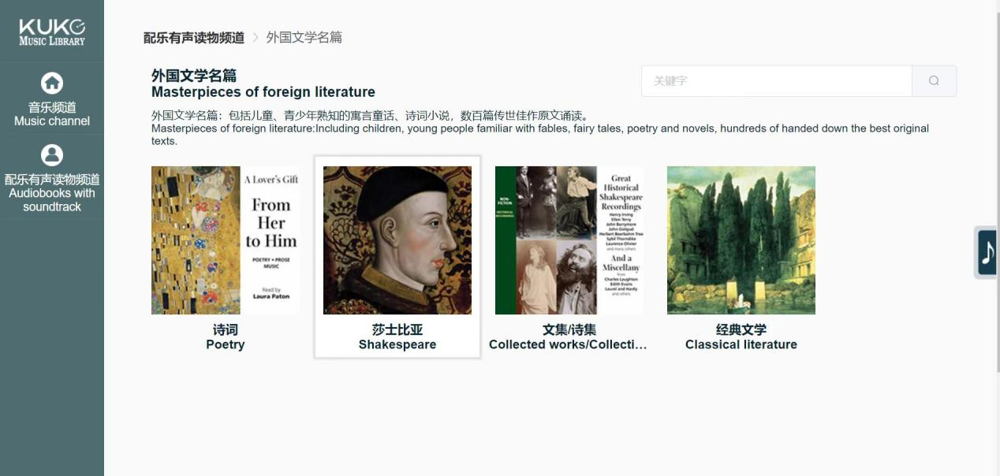 KUKE
MUSIC LIBRARY
音乐频道
Music channel
配乐有声读物频道
Audiobooks with
soundtrack
配乐有声读物频道 > 外国文学名篇
外国文学名篇
Masterpieces of foreign literature
关键字
外国文学名篇：包括儿童、青少年熟知的寓言童话、诗词小说，数百篇传世佳作原文诵读。
Masterpieces of foreign literature:Including children, young people familiar with fables, fairy tales, poetry and novels, hundreds of handed down the best original
texts.
A Lover's Gift
From
Her
to Him
POETRY • PROSE
MUSIC
Read by
Laura Paton
诗词
Poetry
莎士比亚
Shakespeare
NON-
FICTION
HISTORICAL
RECORDINGS
Great
Historical
Shakespeare
Recordings
Henry Irving
Ellen Terry
John Barrymore
John Gielgud
Herbert Beerbohm Tree
Sybil Thorndike
Laurence Olivier
and many others
And a
Miscellany
from
Charles Laughton
Edith Evans
Laurel and Hardy
and others
文集/诗集
Collected works/Collecti...
经典文学
Classical literature